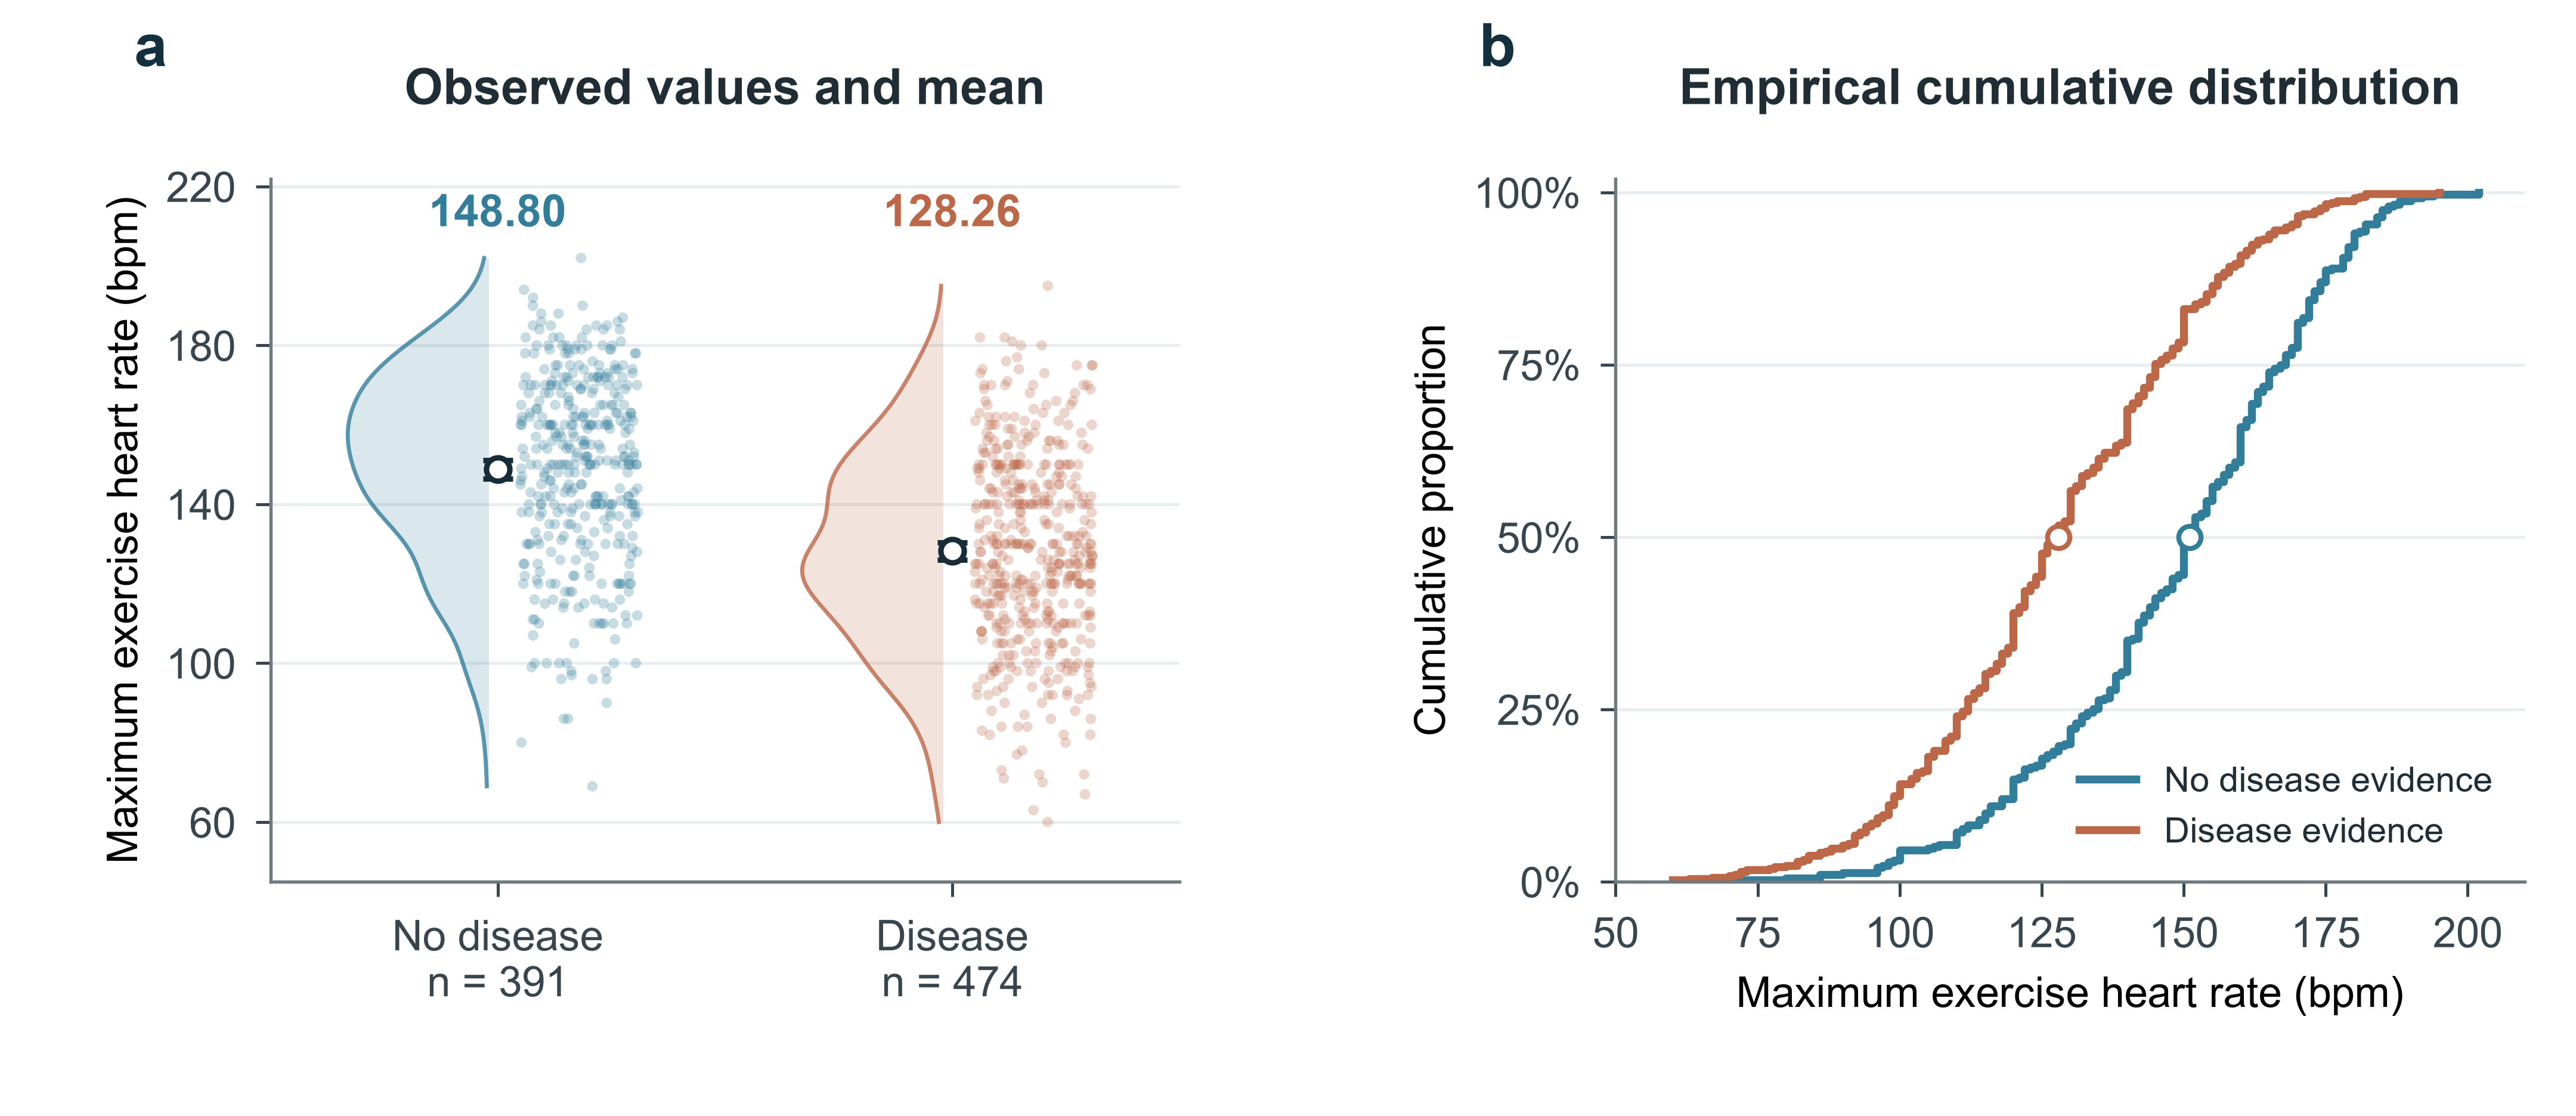 a
Observed values and mean
Maximum exercise heart rate (bpm)
220
180
140
100
60
148.80
128.26
No disease
n = 391
Disease
n = 474
b
Empirical cumulative distribution
Cumulative proportion
100%
75%
50%
25%
0%
No disease evidence
Disease evidence
50
75
100
125
150
175
200
Maximum exercise heart rate (bpm)